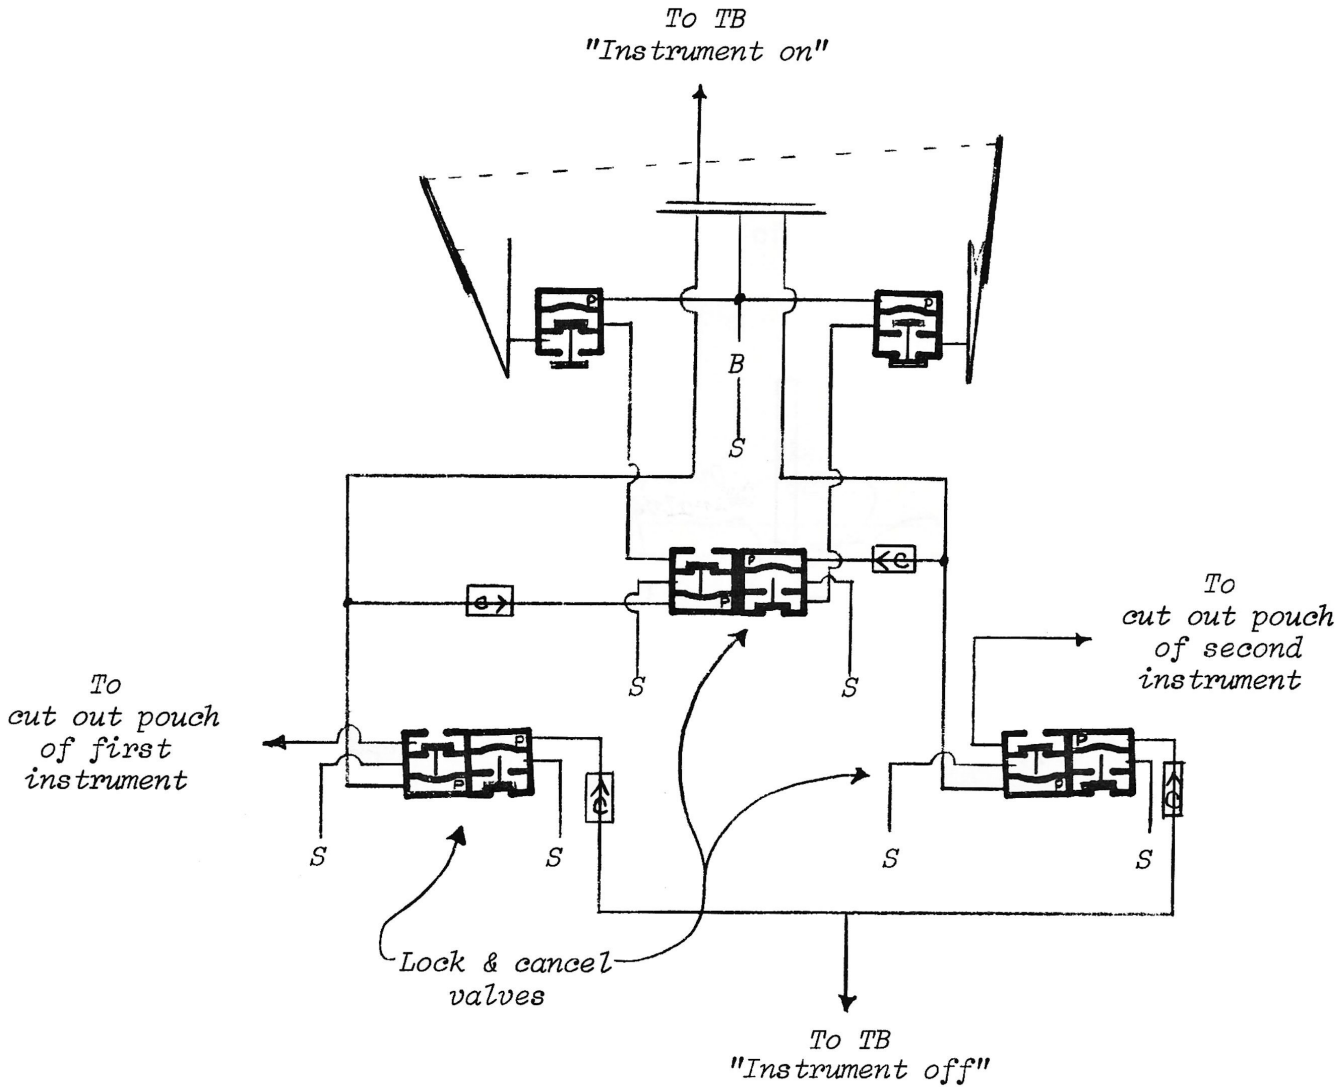 To TB
"Instrument on"
P
P
B
S
P
C
C
P
To
cut out pouch
of second
instrument
S
S
To
cut out pouch
of first
instrument
P
P
P
P
C
C
S
S
S
S
Lock & cancel
valves
To TB
"Instrument off"